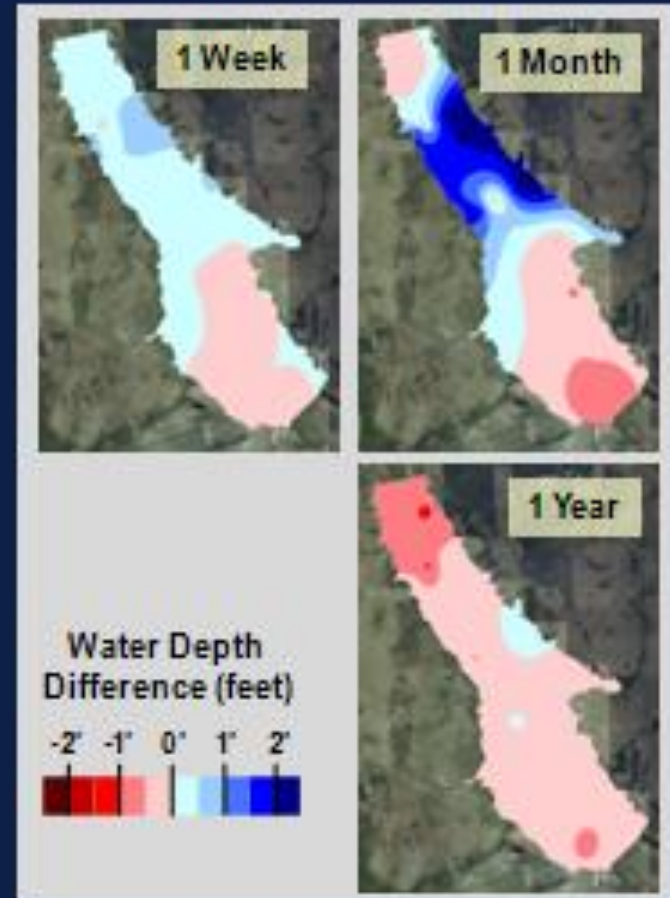 1 Week
1 Month
1 Year
Water Depth
Difference (feet)
-2' -1' 0' 1' 2'